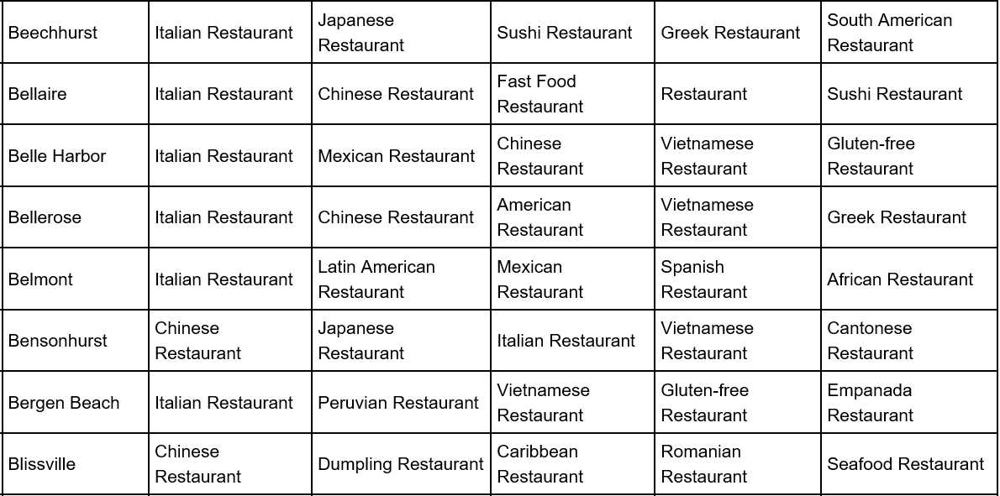 Beechhurst
Italian Restaurant
Japanese
Restaurant
Sushi Restaurant
Greek Restaurant
South American
Restaurant
Bellaire
Italian Restaurant
Chinese Restaurant
Fast Food
Restaurant
Restaurant
Sushi Restaurant
Belle Harbor
Italian Restaurant
Mexican Restaurant
Chinese
Restaurant
Vietnamese
Restaurant
Gluten-free
Restaurant
Bellerose
Italian Restaurant
Chinese Restaurant
American
Restaurant
Vietnamese
Restaurant
Greek Restaurant
Belmont
Italian Restaurant
Latin American
Restaurant
Mexican
Restaurant
Spanish
Restaurant
African Restaurant
Bensonhurst
Chinese
Restaurant
Japanese
Restaurant
Italian Restaurant
Vietnamese
Restaurant
Cantonese
Restaurant
Bergen Beach
Italian Restaurant
Peruvian Restaurant
Vietnamese
Restaurant
Gluten-free
Restaurant
Empanada
Restaurant
Blissville
Chinese
Restaurant
Dumpling Restaurant
Caribbean
Restaurant
Romanian
Restaurant
Seafood Restaurant